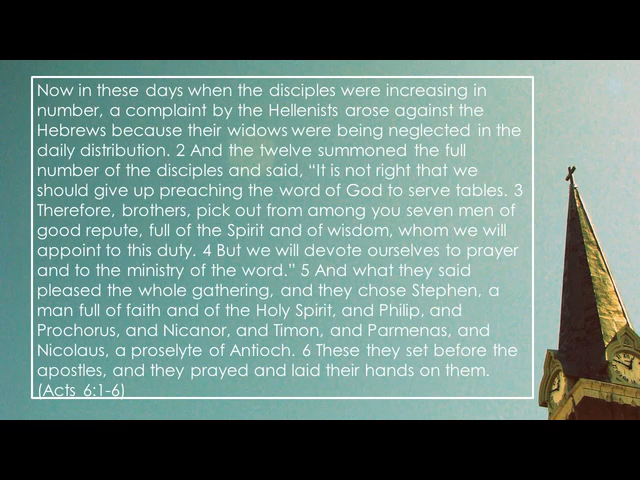 Now in these days when the disciples were increasing in
number, a complaint by the Hellenists arose against the
Hebrews because their widows were being neglected in the
daily distribution. 2 And the twelve summoned the full
number of the disciples and said, “It is not right that we
should give up preaching the word of God to serve tables. 3
Therefore, brothers, pick out from among you seven men of
good repute, full of the Spirit and of wisdom, whom we will
appoint to this duty. 4 But we will devote ourselves to prayer
and to the ministry of the word.” 5 And what they said
pleased the whole gathering, and they chose Stephen, a
man full of faith and of the Holy Spirit, and Philip, and
Prochorus, and Nicanor, and Timon, and Parmenas, and
Nicolaus, a proselyte of Antioch. 6 These they set before the
apostles, and they prayed and laid their hands on them.
(Acts 6:1-6)